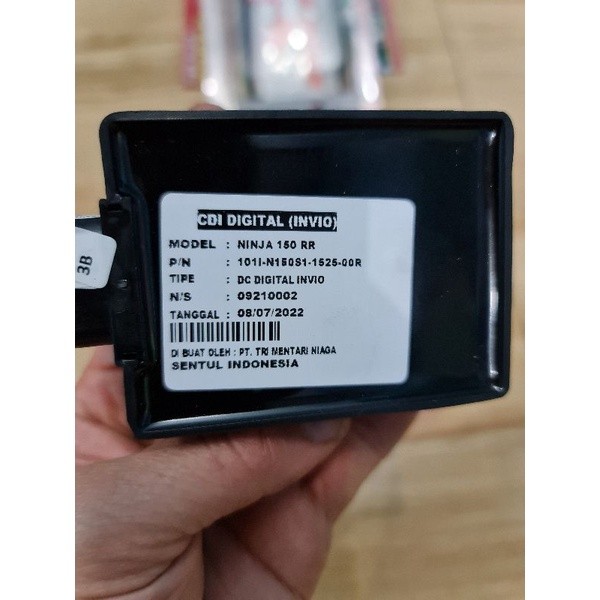 CDI DIGITAL (INVIO)
MODEL : NINJA 150 RR
P/N : 101I-N150S1-1525-00R
TIPE : DC DIGITAL INVIO
N/S : 09210002
TANGGAL : 08/07/2022
DI BUAT OLEH : PT. TRI MENTARI NIAGA
SENTUL INDONESIA
3B